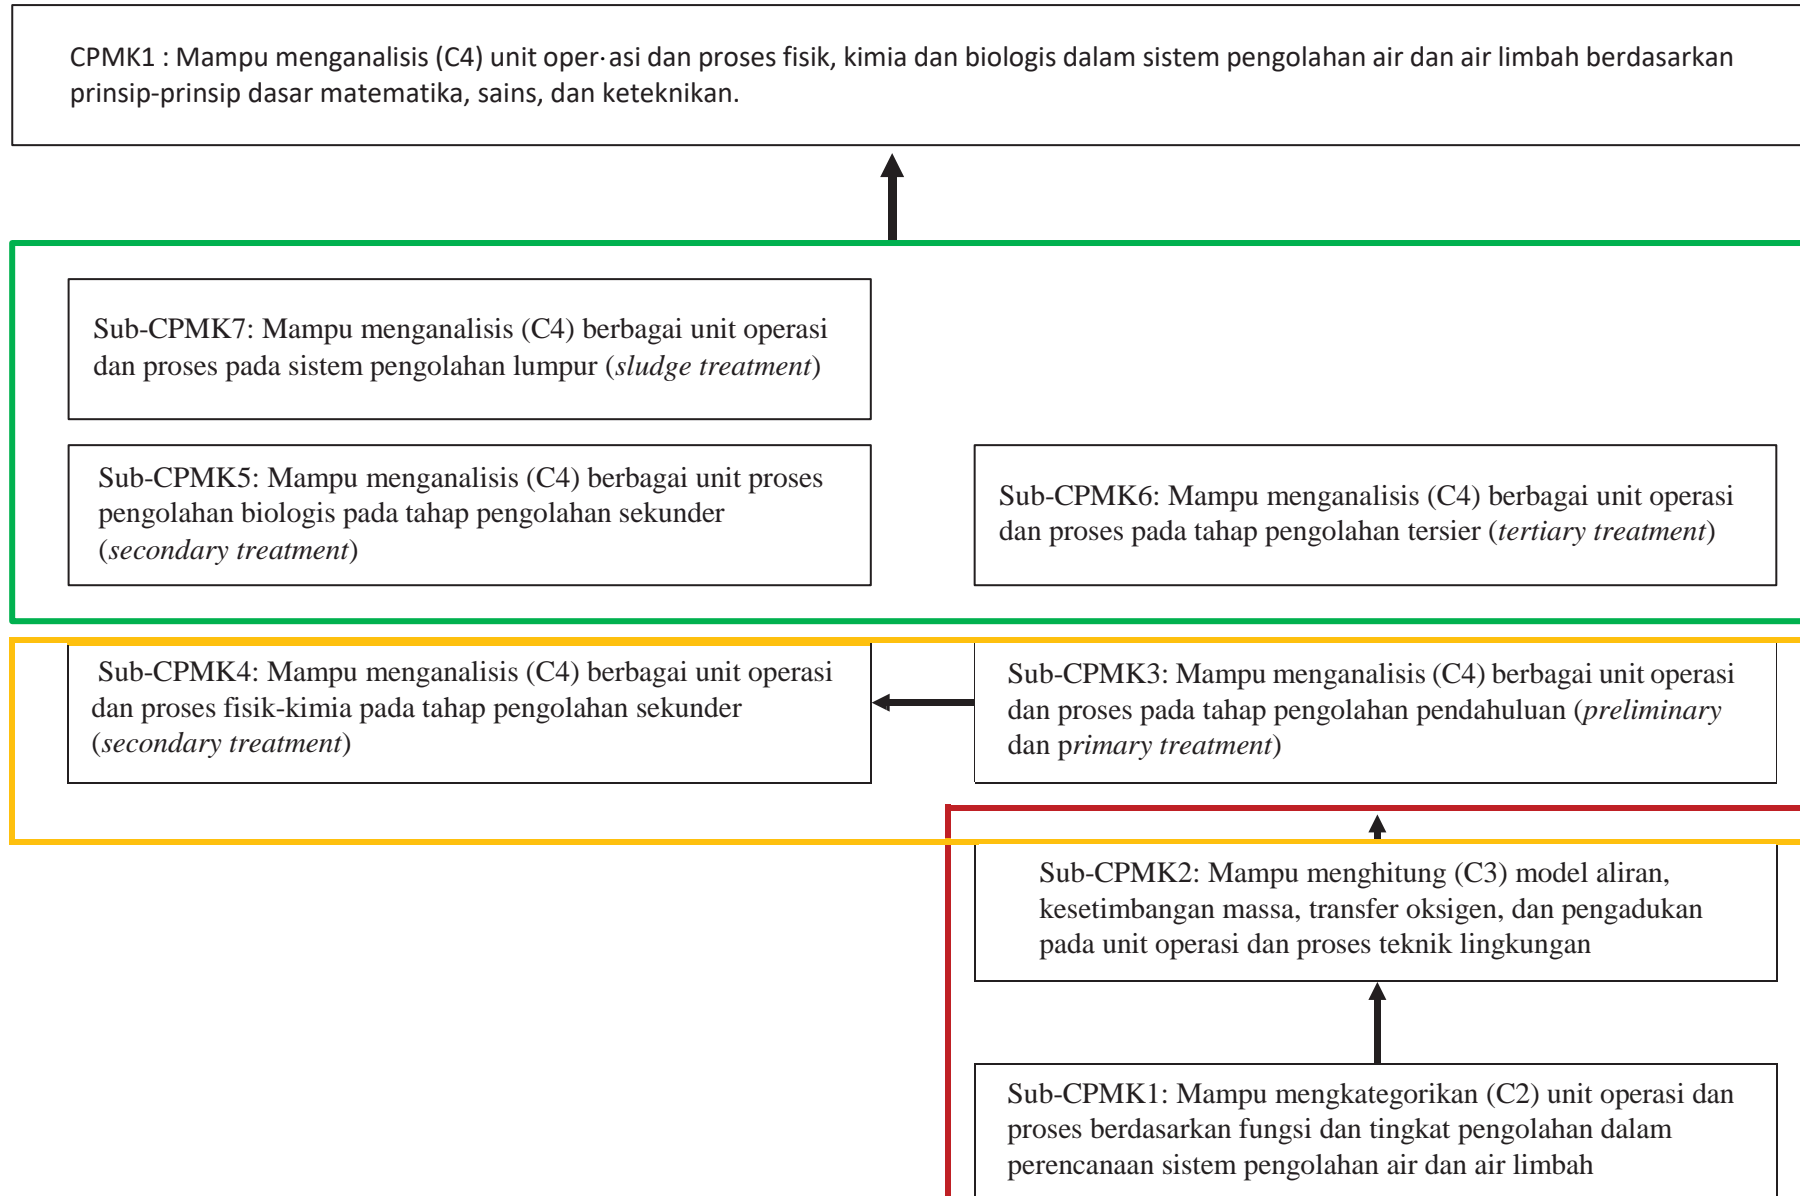 CPMK1 : Mampu menganalisis (C4) unit oper·asi dan proses fisik, kimia dan biologis dalam sistem pengolahan air dan air limbah berdasarkan
prinsip-prinsip dasar matematika, sains, dan keteknikan.
Sub-CPMK7: Mampu menganalisis (C4) berbagai unit operasi
dan proses pada sistem pengolahan lumpur (sludge treatment)
Sub-CPMK5: Mampu menganalisis (C4) berbagai unit proses
pengolahan biologis pada tahap pengolahan sekunder
(secondary treatment)
Sub-CPMK6: Mampu menganalisis (C4) berbagai unit operasi
dan proses pada tahap pengolahan tersier (tertiary treatment)
Sub-CPMK4: Mampu menganalisis (C4) berbagai unit operasi
dan proses fisik-kimia pada tahap pengolahan sekunder
(secondary treatment)
Sub-CPMK3: Mampu menganalisis (C4) berbagai unit operasi
dan proses pada tahap pengolahan pendahuluan (preliminary
dan primary treatment)
Sub-CPMK2: Mampu menghitung (C3) model aliran,
kesetimbangan massa, transfer oksigen, dan pengadukan
pada unit operasi dan proses teknik lingkungan
Sub-CPMK1: Mampu mengkategorikan (C2) unit operasi dan
proses berdasarkan fungsi dan tingkat pengolahan dalam
perencanaan sistem pengolahan air dan air limbah